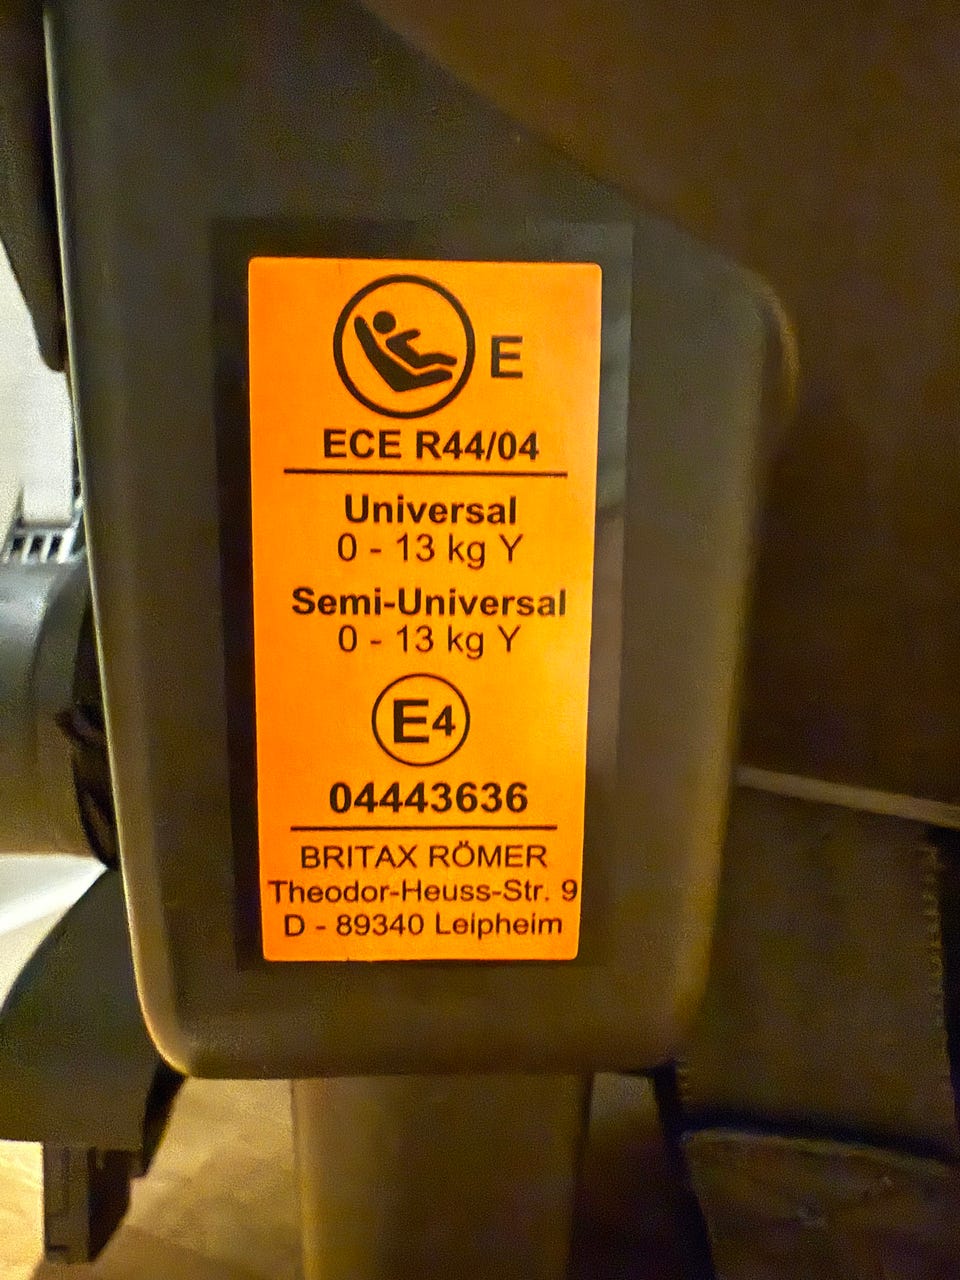 E
ECE R44/04
Universal
0 - 13 kg Y
Semi-Universal
0 - 13 kg Y
E4
04443636
BRITAX RÖMER
Theodor-Heuss-Str. 9
D - 89340 Leipheim